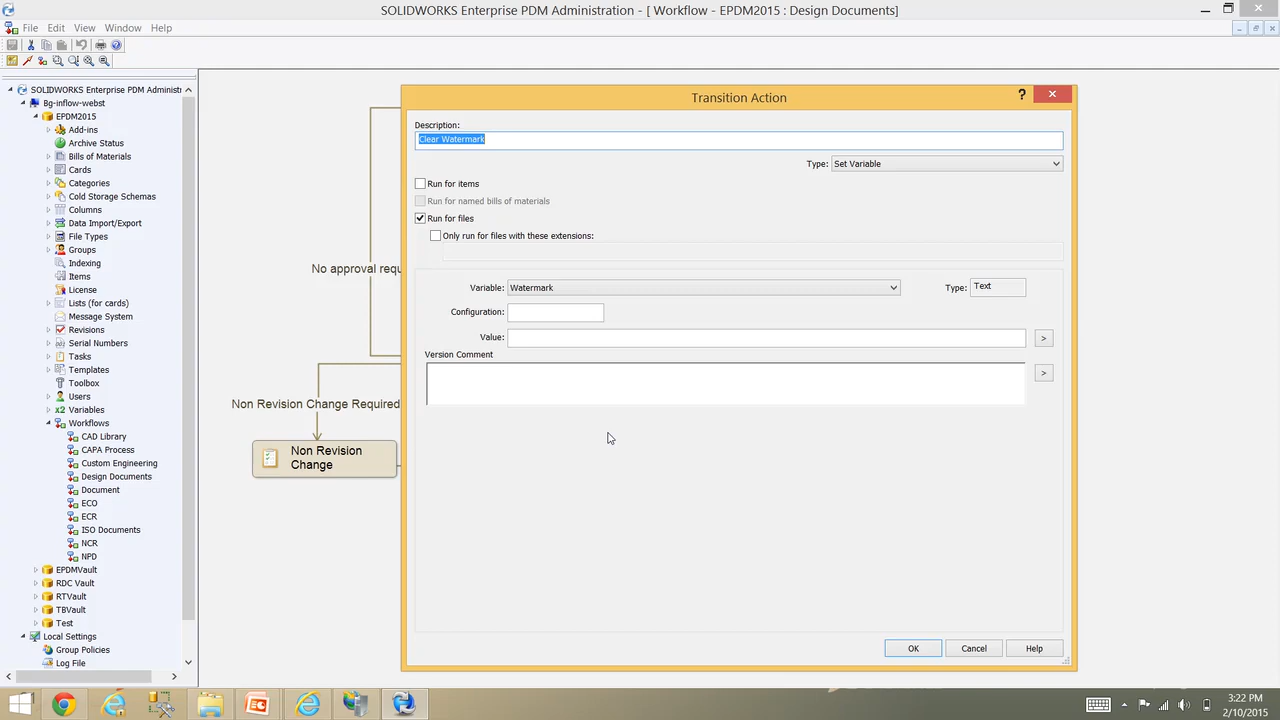 SOLIDWORKS Enterprise PDM Administration - [ Workflow - EPDM2015 : Design Documents]
File Edit View Window Help
SOLIDWORKS Enterprise PDM Administr
Bg-inflow-webst
EPDM2015
Add-ins
Archive Status
Bills of Materials
Cards
Categories
Cold Storage Schemas
Columns
Data Import/Export
File Types
Groups
Indexing
Items
License
Lists (for cards)
Message System
Revisions
Serial Numbers
Tasks
Templates
Toolbox
Users
x2 Variables
Workflows
CAD Library
CAPA Process
Custom Engineering
Design Documents
Document
ECO
ECR
ISO Documents
NCR
NPD
EPDMVault
RDC Vault
RTVault
TBVault
Test
Local Settings
Group Policies
Log File
No approval requ
Non Revision Change Required
Non Revision
Change
Transition Action
?
Description:
Clear Watermark
Type: Set Variable
Run for items
Run for named bills of materials
Run for files
Only run for files with these extensions:
Variable: Watermark Type: Text
Configuration:
Value: >
Version Comment
>
OK Cancel Help
3:22 PM
2/10/2015